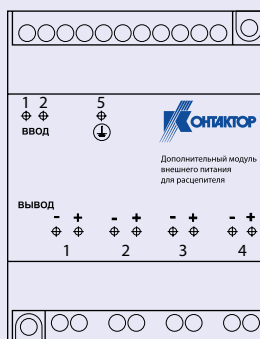 1 2 5
ВВОД
КОНТАКТОР
Дополнительный модуль
внешнего питания
для расцепителя
ВЫВОД
- + - + - + - +
1 2 3 4